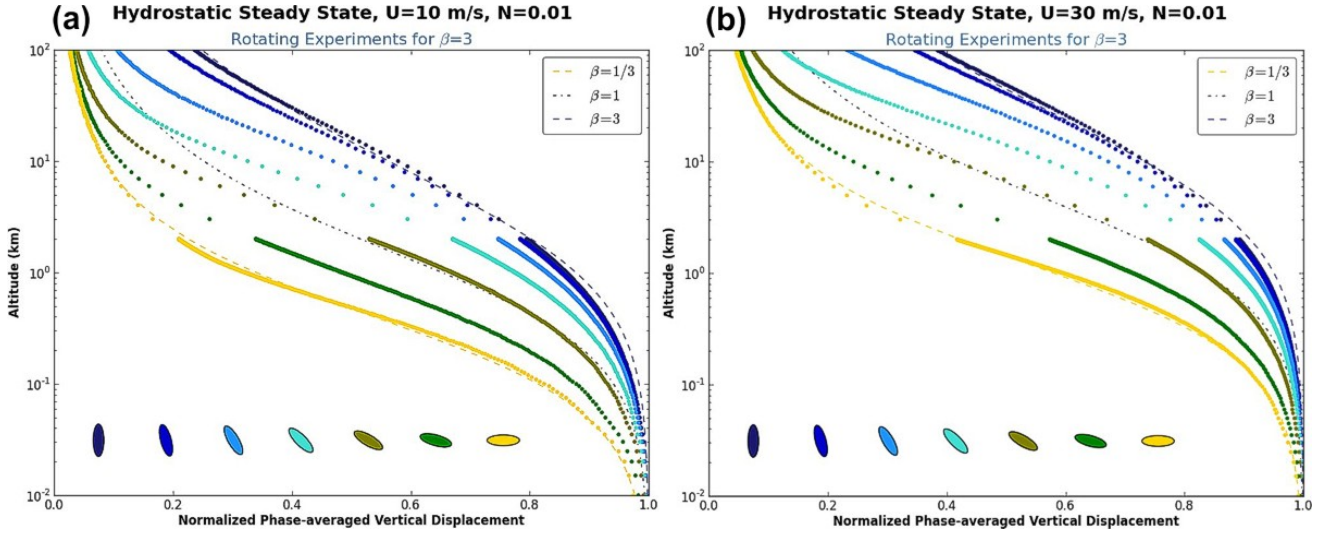 (a) Hydrostatic Steady State, U=10 m/s, N=0.01
Rotating Experiments for β=3
β=1/3
β=1
β=3
Altitude (km)
10²
10¹
10⁰
10⁻¹
10⁻²
0.0 0.2 0.4 0.6 0.8 1.0
Normalized Phase-averaged Vertical Displacement
(b) Hydrostatic Steady State, U=30 m/s, N=0.01
Rotating Experiments for β=3
β=1/3
β=1
β=3
Altitude (km)
10²
10¹
10⁰
10⁻¹
10⁻²
0.0 0.2 0.4 0.6 0.8 1.0
Normalized Phase-averaged Vertical Displacement